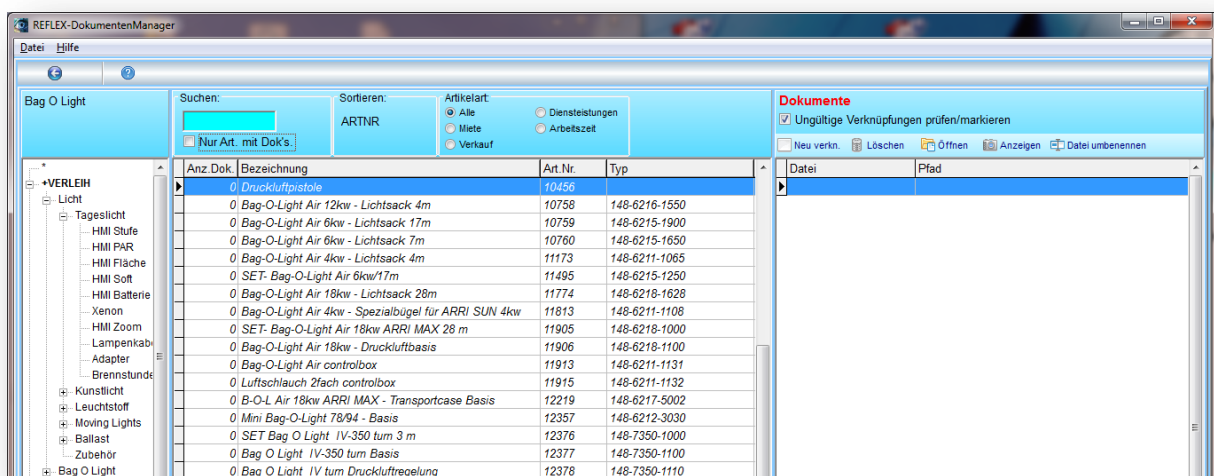 REFLEX-DokumentenManager
Datei Hilfe
Bag O Light
Suchen:
Nur Art. mit Dok's.
Sortieren:
ARTNR
Artikelart:
Alle
Miete
Verkauf
Diensteistungen
Arbeitszeit
Dokumente
Ungültige Verknüpfungen prüfen/markieren
Neu verkn. Löschen Öffnen Anzeigen Datei umbenennen
*
+VERLEIH
Licht
Tageslicht
HMI Stufe
HMI PAR
HMI Fläche
HMI Soft
HMI Batterie
Xenon
HMI Zoom
Lampenkab
Adapter
Brennstunde
Kunstlicht
Leuchtstoff
Moving Lights
Ballast
Zubehör
Bag O Light
Anz.Dok. Bezeichnung Art.Nr. Typ
0 Druckluftpistole 10456
0 Bag-O-Light Air 12kw - Lichtsack 4m 10758 148-6216-1550
0 Bag-O-Light Air 6kw - Lichtsack 17m 10759 148-6215-1900
0 Bag-O-Light Air 6kw - Lichtsack 7m 10760 148-6215-1650
0 Bag-O-Light Air 4kw - Lichtsack 4m 11173 148-6211-1065
0 SET- Bag-O-Light Air 6kw/17m 11495 148-6215-1250
0 Bag-O-Light Air 18kw - Lichtsack 28m 11774 148-6218-1628
0 Bag-O-Light Air 4kw - Spezialbügel für ARRI SUN 4kw 11813 148-6211-1108
0 SET- Bag-O-Light Air 18kw ARRI MAX 28 m 11905 148-6218-1000
0 Bag-O-Light Air 18kw - Druckluftbasis 11906 148-6218-1100
0 Bag-O-Light Air controlbox 11913 148-6211-1131
0 Luftschlauch 2fach controlbox 11915 148-6211-1132
0 B-O-L Air 18kw ARRI MAX - Transportcase Basis 12219 148-6217-5002
0 Mini Bag-O-Light 78/94 - Basis 12357 148-6212-3030
0 SET Bag O Light IV-350 turn 3 m 12376 148-7350-1000
0 Bag O Light IV-350 turn Basis 12377 148-7350-1100
0 Bag O Light IV turn Druckluftregelung 12378 148-7350-1110
Datei Pfad